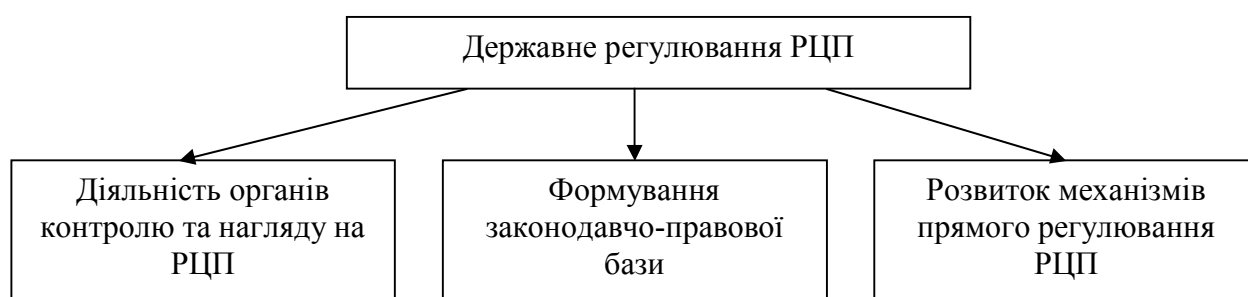 Державне регулювання РЦП
Діяльність органів
контролю та нагляду на
РЦП
Формування
законодавчо-правової
бази
Розвиток механізмів
прямого регулювання
РЦП